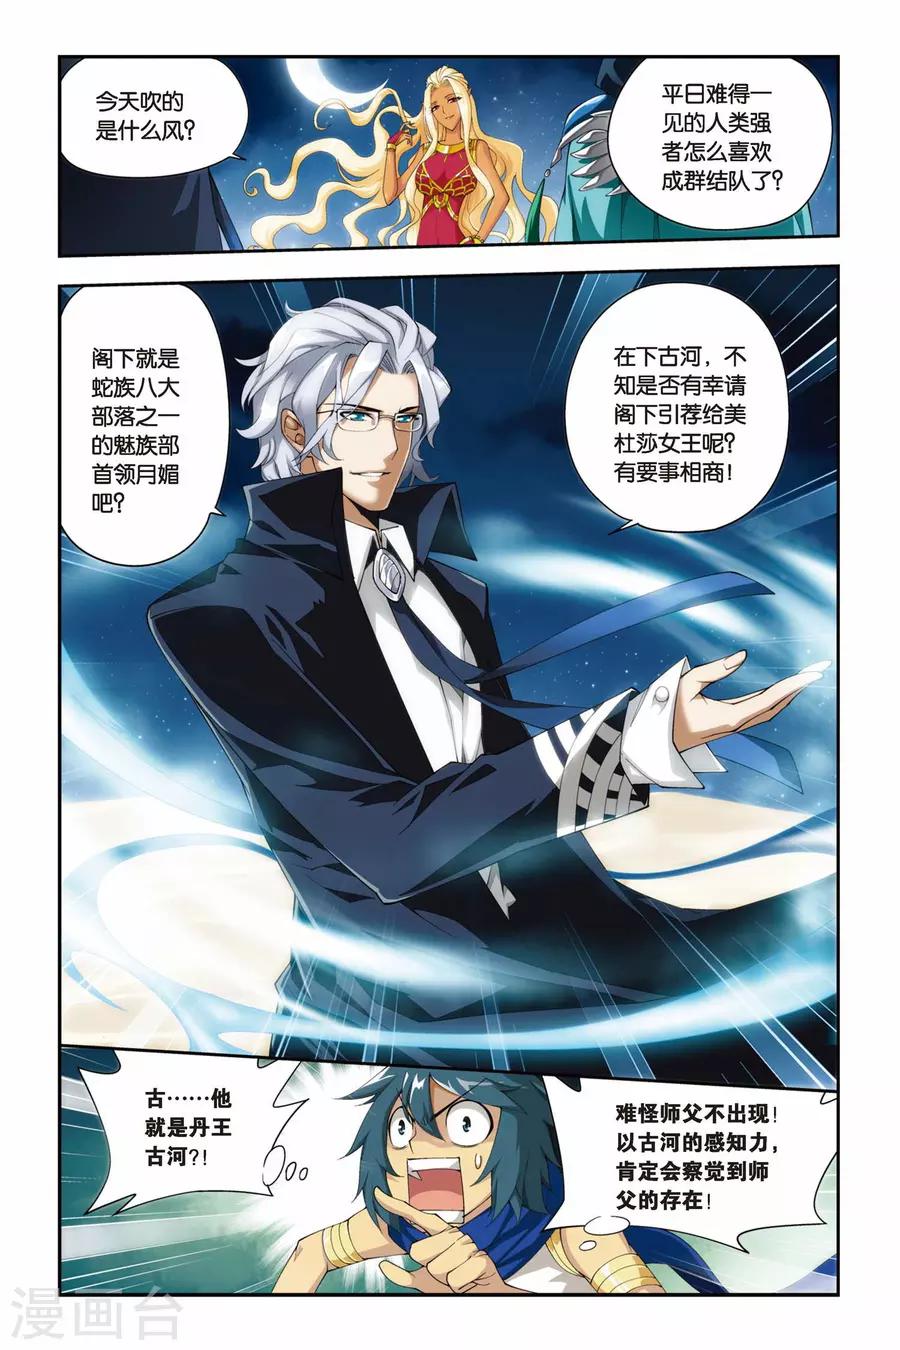 今天吹的
是什么风?
平日难得一
见的人类强
者怎么喜欢
成群结队了?
阁下就是
蛇族八大
部落之一
的魅族部
首领月媚
吧?
在下古河，不
知是否有幸请
阁下引荐给美
杜莎女王呢?
有要事相商!
古……他
就是丹王
古河?!
难怪师父不出现!
以古河的感知力，
肯定会察觉到师
父的存在!
漫画台